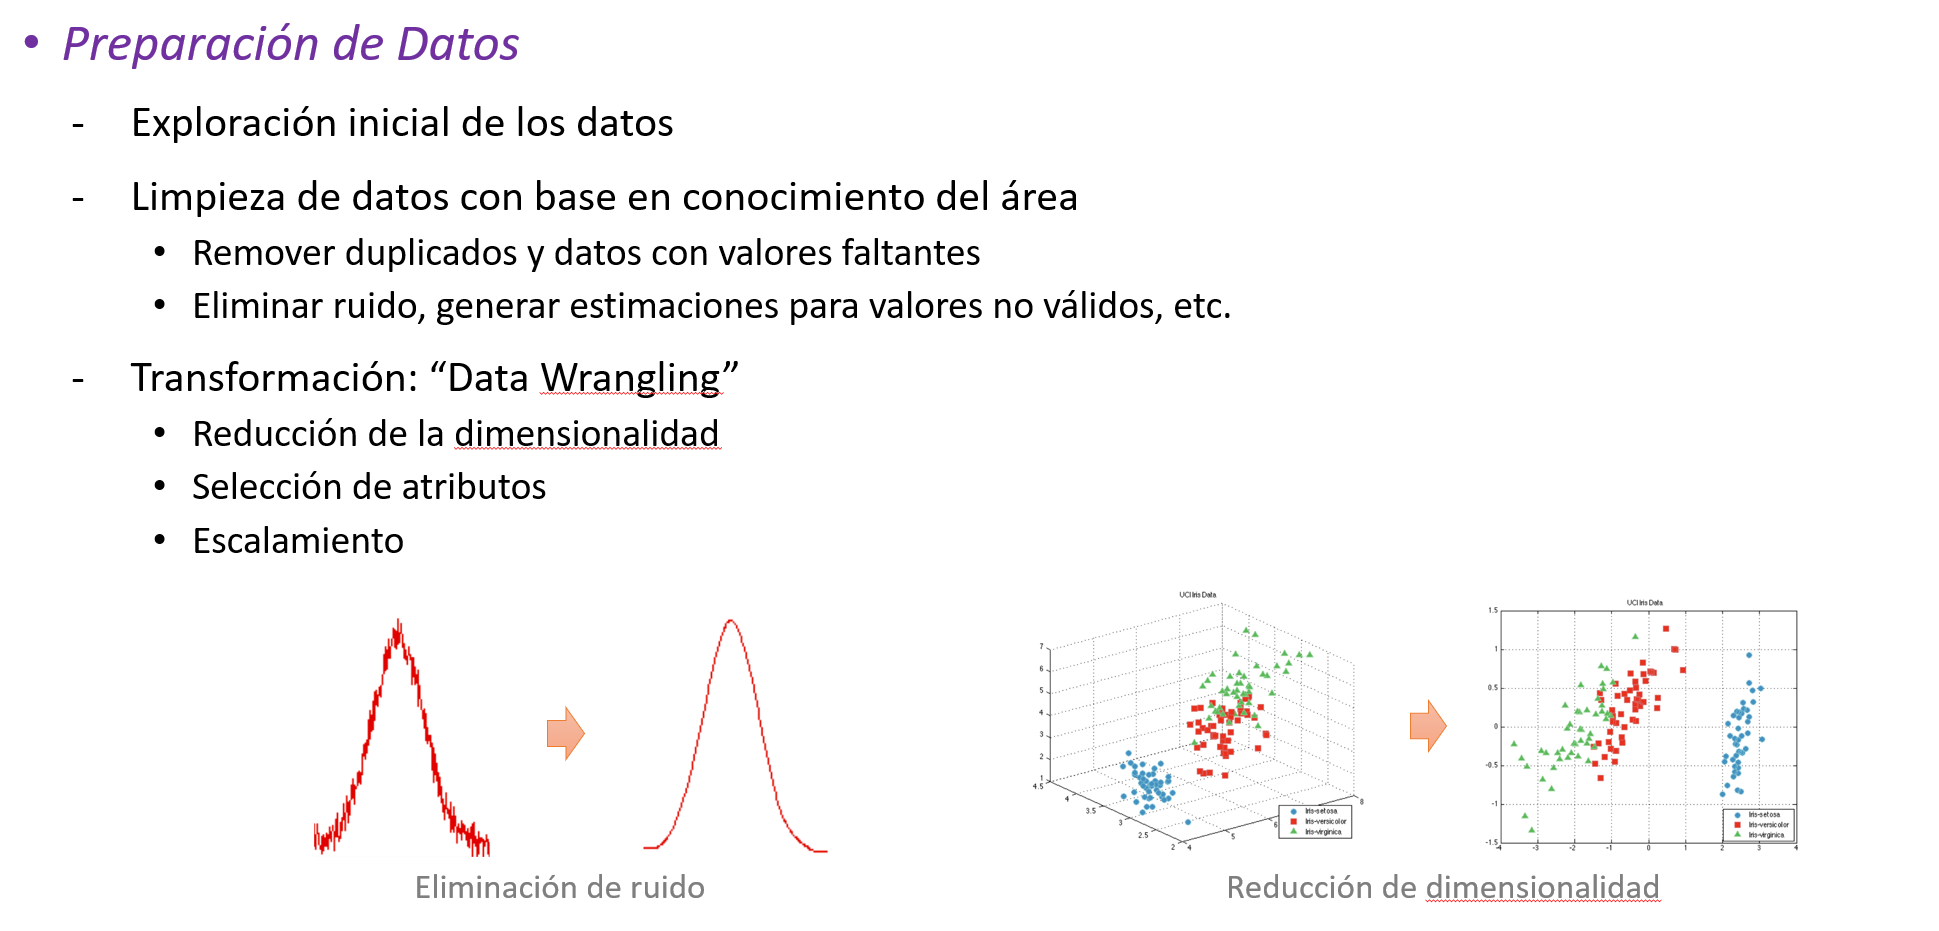 • Preparación de Datos
- Exploración inicial de los datos
- Limpieza de datos con base en conocimiento del área
• Remover duplicados y datos con valores faltantes
• Eliminar ruido, generar estimaciones para valores no válidos, etc.
- Transformación: “Data Wrangling”
• Reducción de la dimensionalidad
• Selección de atributos
• Escalamiento
UCI Iris Data
7
6
5
4
3
2
1
4.5
4
3.5
3
2.5
2
4
5
6
8
Iris-setosa
Iris-versicolor
Iris-virginica
UCI Iris Data
1.5
1
0.5
0
-0.5
-1
-1.5
-4 -3 -2 -1 0 1 2 3 4
Iris-setosa
Iris-versicolor
Iris-virginica
Eliminación de ruido
Reducción de dimensionalidad